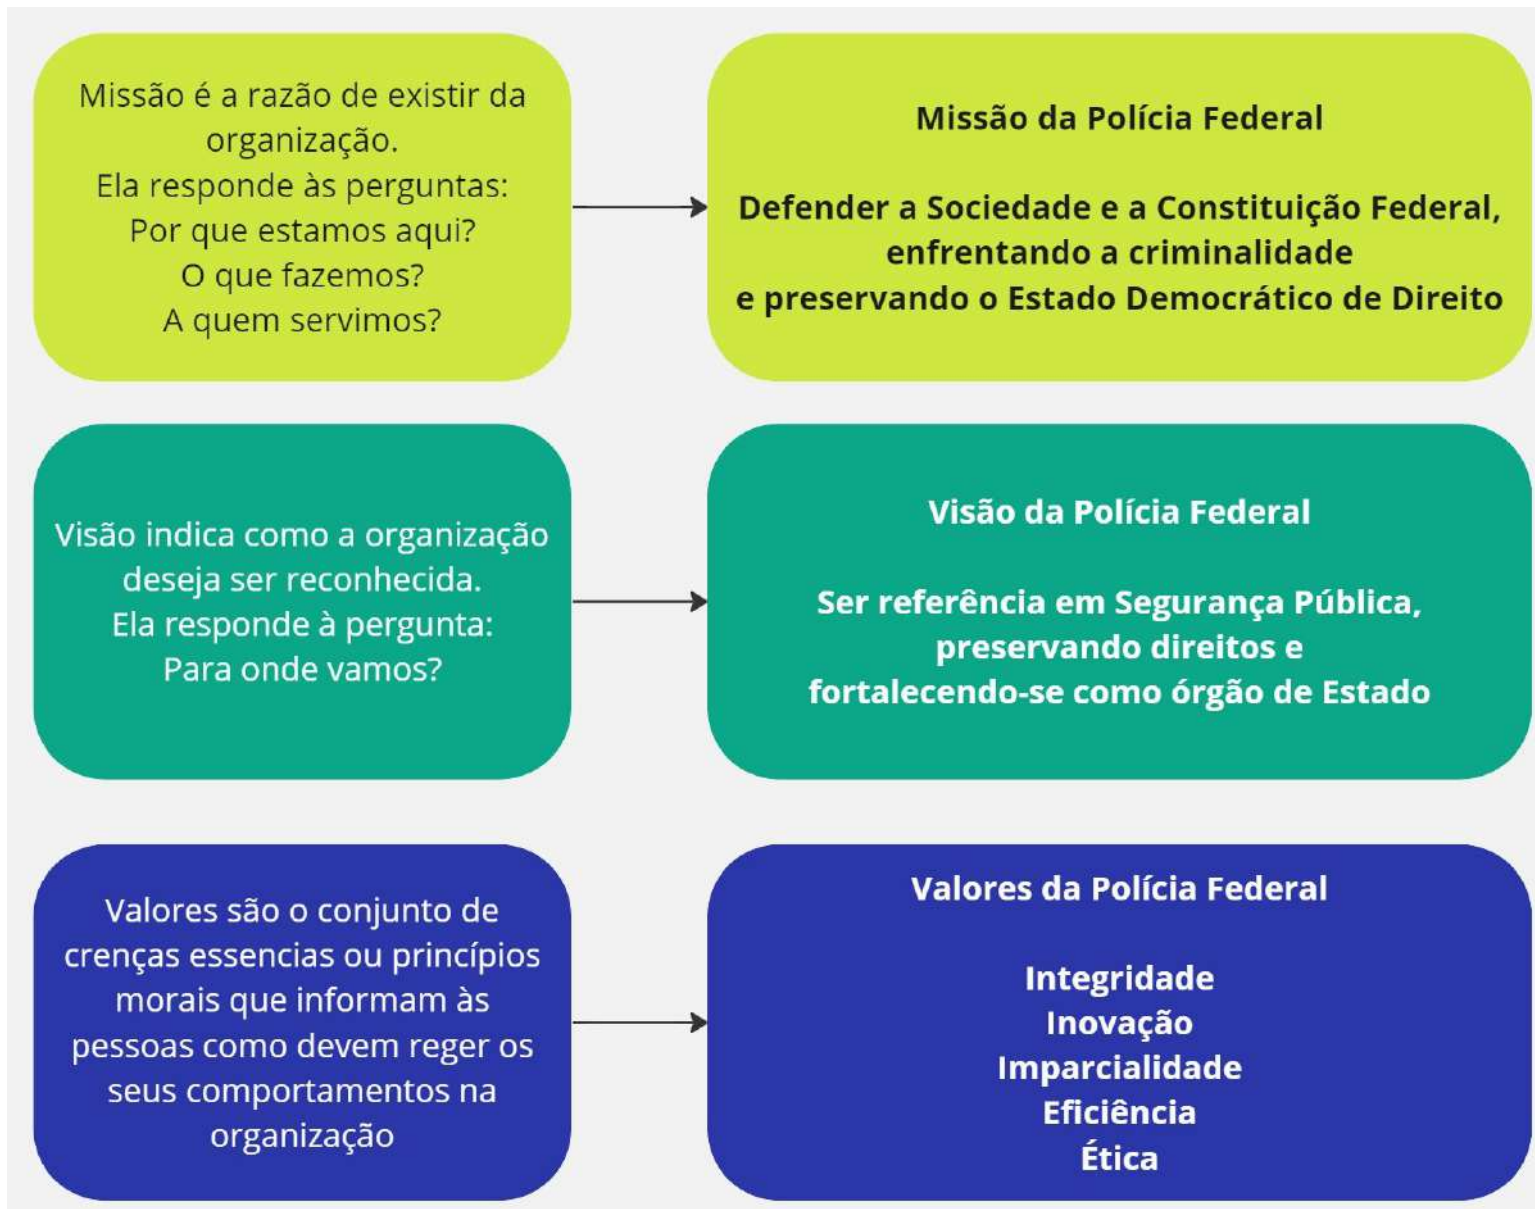 Missão é a razão de existir da
organização.
Ela responde às perguntas:
Por que estamos aqui?
O que fazemos?
A quem servimos?
Missão da Polícia Federal
Defender a Sociedade e a Constituição Federal,
enfrentando a criminalidade
e preservando o Estado Democrático de Direito
Visão indica como a organização
deseja ser reconhecida.
Ela responde à pergunta:
Para onde vamos?
Visão da Polícia Federal
Ser referência em Segurança Pública,
preservando direitos e
fortalecendo-se como órgão de Estado
Valores são o conjunto de
crenças essencias ou princípios
morais que informam às
pessoas como devem reger os
seus comportamentos na
organização
Valores da Polícia Federal
Integridade
Inovação
Imparcialidade
Eficiência
Ética